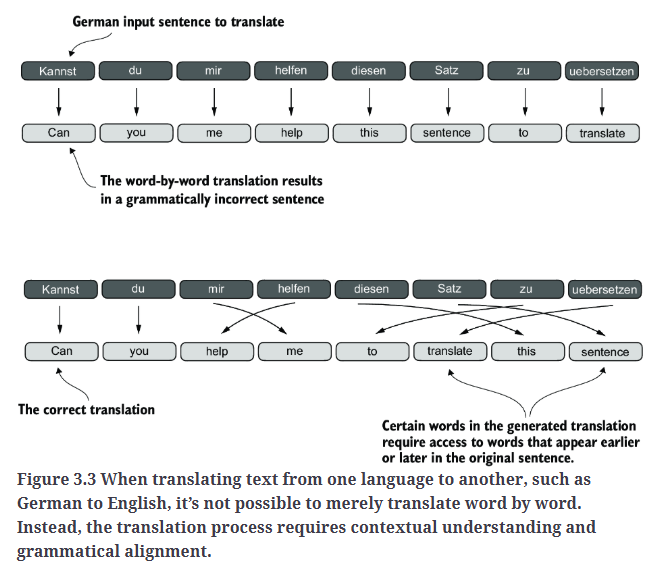 German input sentence to translate
Kannst du mir helfen diesen Satz zu uebersetzen
Can you me help this sentence to translate
The word-by-word translation results
in a grammatically incorrect sentence
Kannst du mir helfen diesen Satz zu uebersetzen
Can you help me to translate this sentence
The correct translation
Certain words in the generated translation
require access to words that appear earlier
or later in the original sentence.
Figure 3.3 When translating text from one language to another, such as
German to English, it’s not possible to merely translate word by word.
Instead, the translation process requires contextual understanding and
grammatical alignment.